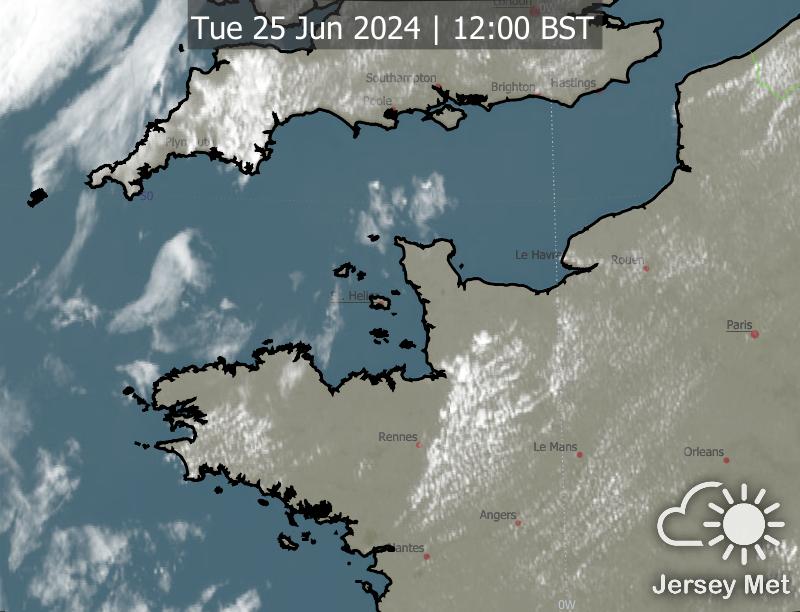 London
0W
Tue 25 Jun 2024 | 12:00 BST
Southampton
Brighton
Hastings
Poole
Plymouth
50
Le Havre
Rouen
St. Helier
Paris
Rennes
Le Mans
Orleans
Angers
Nantes
Jersey Met
0W